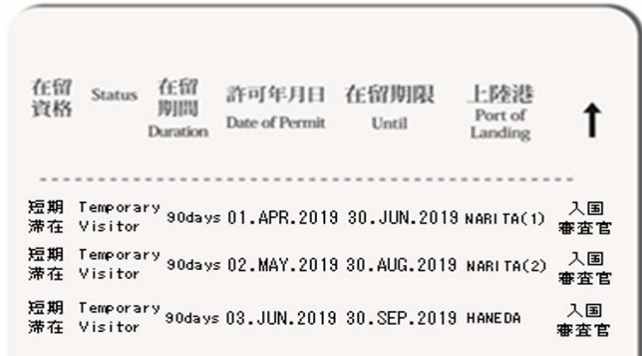 在留資格 Status 在留期間 Duration 許可年月日 Date of Permit 在留期限 Until 上陸港 Port of Landing
短期滞在 Temporary Visitor 90days 01.APR.2019 30.JUN.2019 NARITA(1) 入国審査官
短期滞在 Temporary Visitor 90days 02.MAY.2019 30.AUG.2019 NARITA(2) 入国審査官
短期滞在 Temporary Visitor 90days 03.JUN.2019 30.SEP.2019 HANEDA 入国審査官